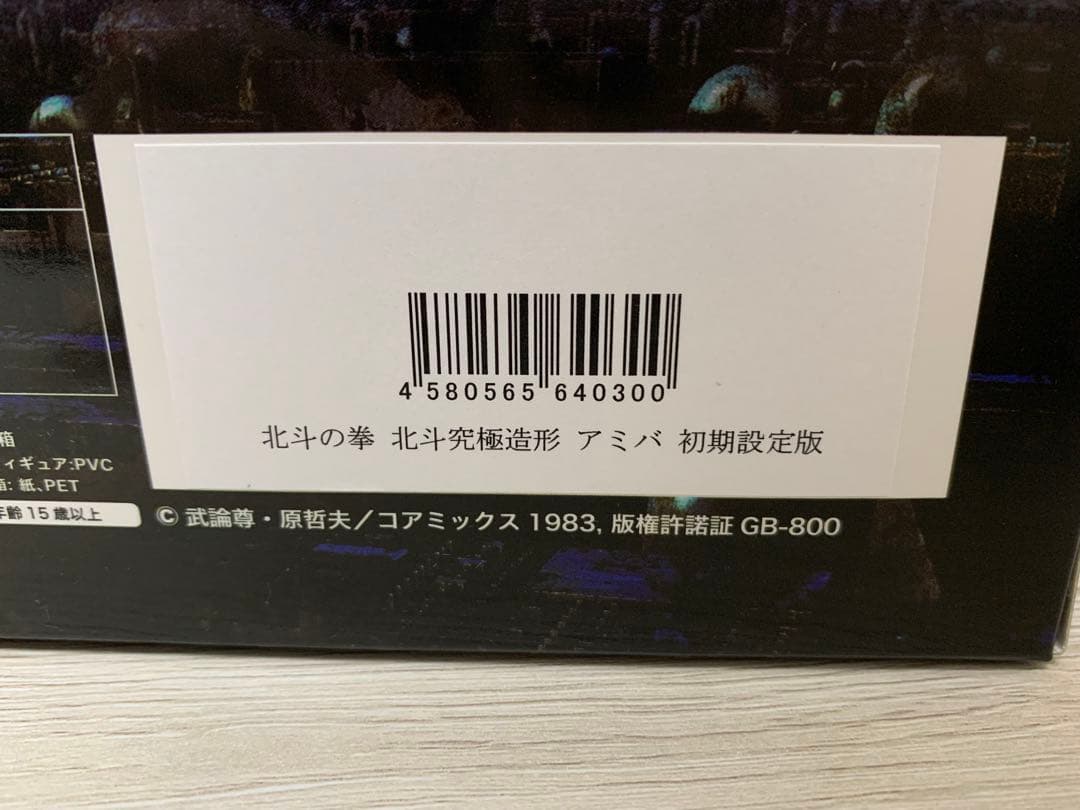 4 580565 640300
北斗の拳 北斗究極造形 アミバ 初期設定版
箱
ィギュア:PVC
箱: 紙、PET
年齢 15 歳以上
© 武論尊・原哲夫／コアミックス 1983, 版権許諾証 GB-800